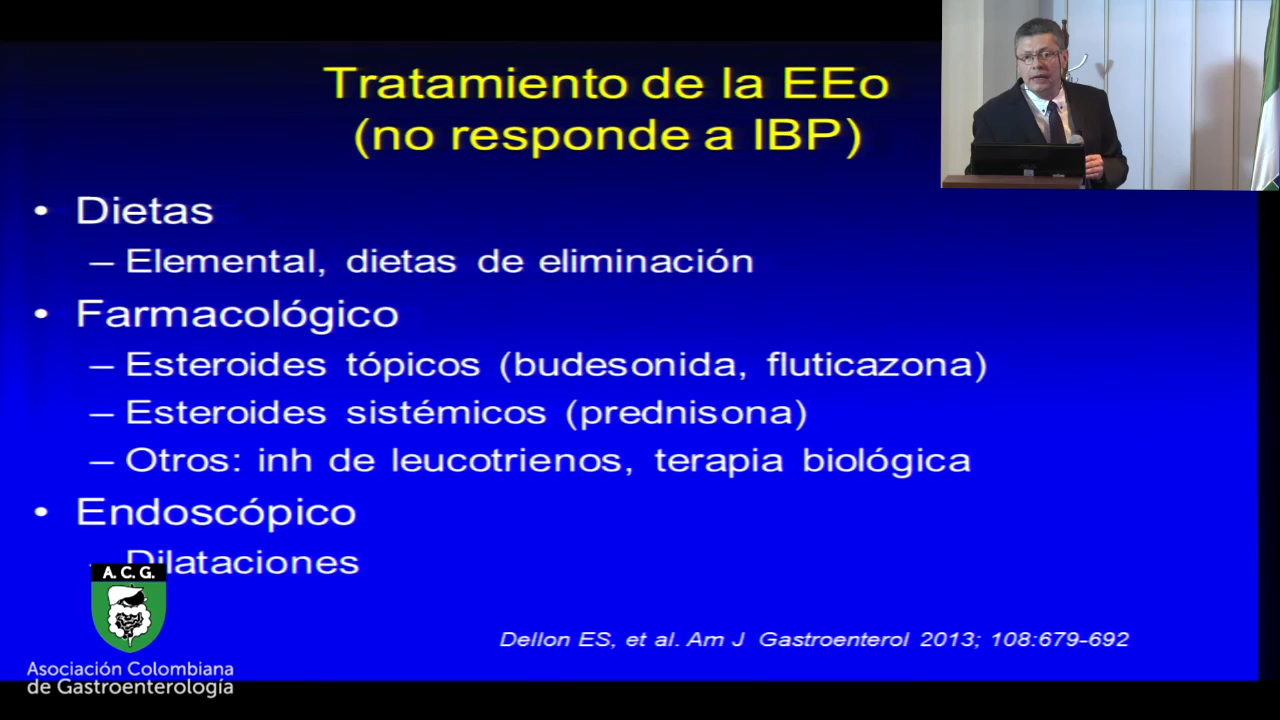 Tratamiento de la EEo
(no responde a IBP)
• Dietas
– Elemental, dietas de eliminación
• Farmacológico
– Esteroides tópicos (budesonida, fluticazona)
– Esteroides sistémicos (prednisona)
– Otros: inh de leucotrienos, terapia biológica
• Endoscópico
– Dilataciones
Dellon ES, et al. Am J Gastroenterol 2013; 108:679-692
A. C. G.
Asociación Colombiana
de Gastroenterología